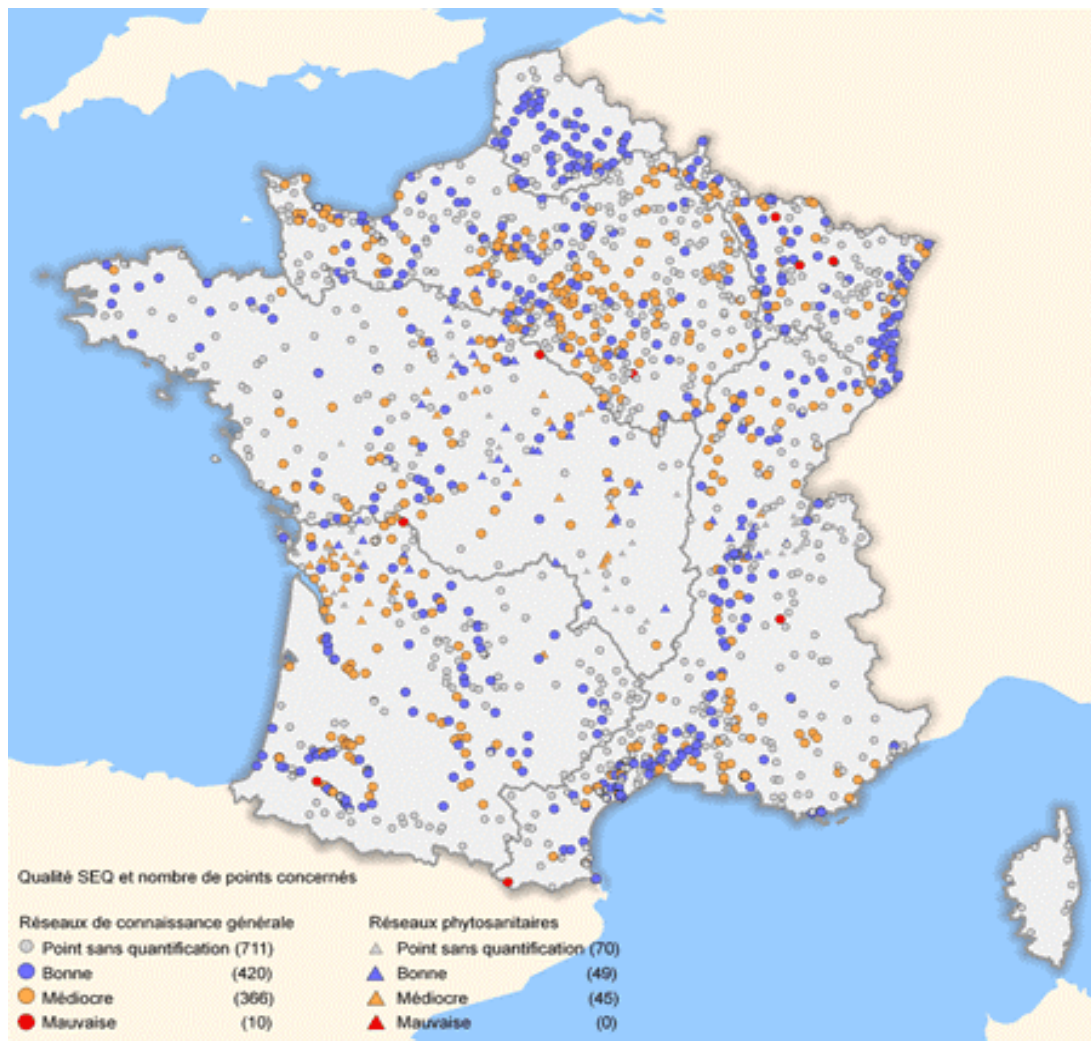 Qualité SEQ et nombre de points concernés
Réseaux de connaissance générale
Point sans quantification (711)
Bonne (420)
Médiocre (366)
Mauvaise (10)
Réseaux phytosanitaires
Point sans quantification (70)
Bonne (49)
Médiocre (45)
Mauvaise (0)